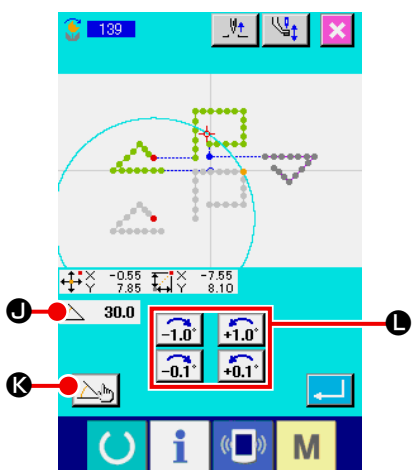 139
X -0.55 X -7.55
Y 7.85 Y 8.10
J 30.0 L
-1.0° +1.0°
-0.1° +0.1°
K
i M